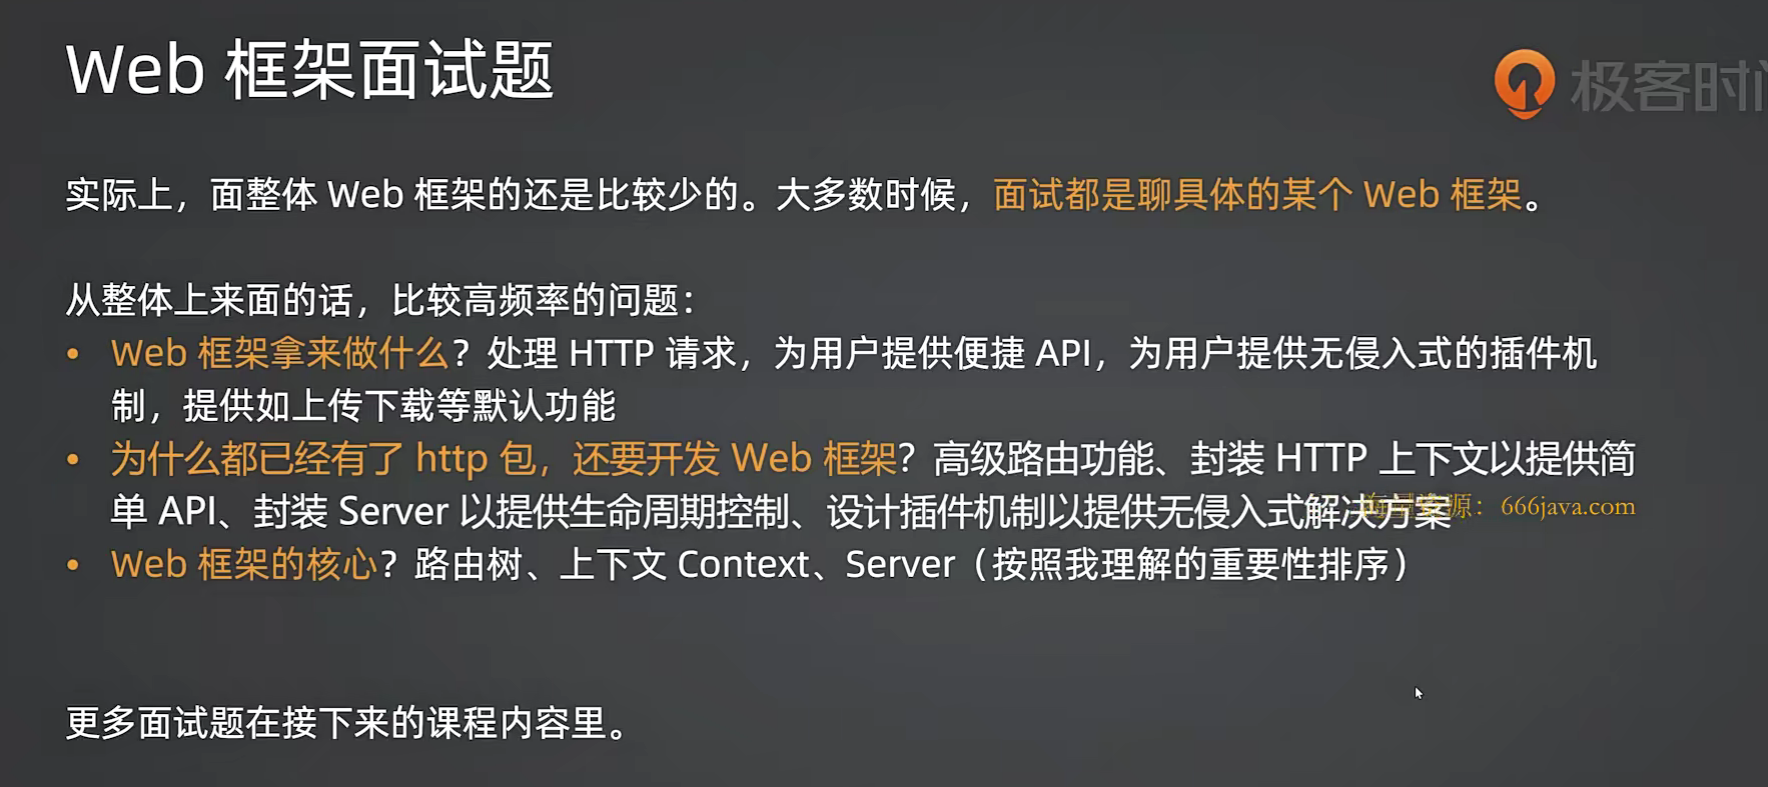 Web 框架面试题
极客时
实际上，面整体 Web 框架的还是比较少的。大多数时候，面试都是聊具体的某个 Web 框架。
从整体上来面的话，比较高频率的问题：
• Web 框架拿来做什么？处理 HTTP 请求，为用户提供便捷 API，为用户提供无侵入式的插件机
制，提供如上传下载等默认功能
• 为什么都已经有了 http 包，还要开发 Web 框架？高级路由功能、封装 HTTP 上下文以提供简
单 API、封装 Server 以提供生命周期控制、设计插件机制以提供无侵入式解决方案
源：666java.com
• Web 框架的核心？路由树、上下文 Context、Server（按照我理解的重要性排序）
更多面试题在接下来的课程内容里。